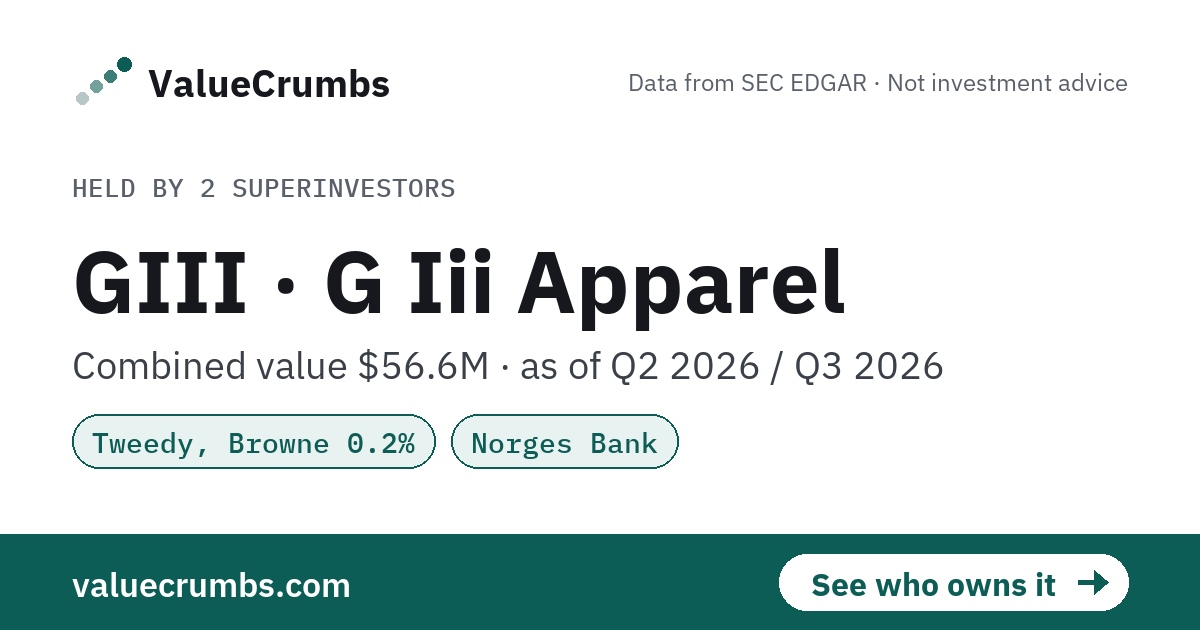 ValueCrumbs
Data from SEC EDGAR · Not investment advice
HELD BY 2 SUPERINVESTORS
GIII · G Iii Apparel
Combined value $56.6M · as of Q2 2026 / Q3 2026
Tweedy, Browne 0.2%
Norges Bank
valuecrumbs.com
See who owns it →